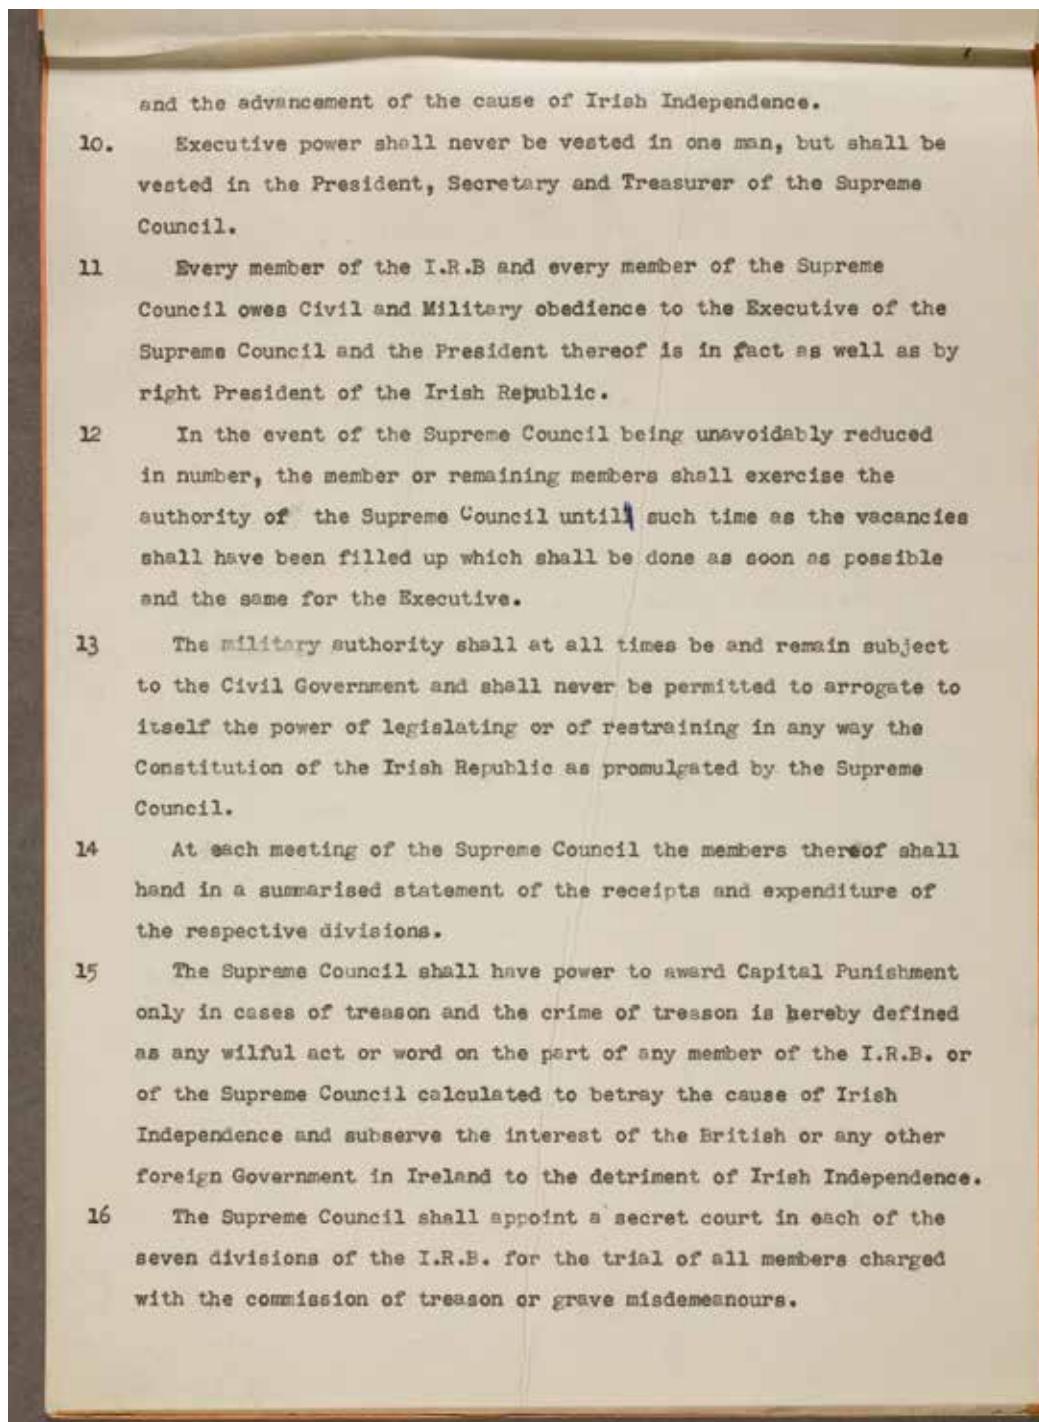 and the advancement of the cause of Irish Independence.
10. Executive power shall never be vested in one man, but shall be
vested in the President, Secretary and Treasurer of the Supreme
Council.
11 Every member of the I.R.B and every member of the Supreme
Council owes Civil and Military obedience to the Executive of the
Supreme Council and the President thereof is in fact as well as by
right President of the Irish Republic.
12 In the event of the Supreme Council being unavoidably reduced
in number, the member or remaining members shall exercise the
authority of the Supreme Council until such time as the vacancies
shall have been filled up which shall be done as soon as possible
and the same for the Executive.
13 The military authority shall at all times be and remain subject
to the Civil Government and shall never be permitted to arrogate to
itself the power of legislating or of restraining in any way the
Constitution of the Irish Republic as promulgated by the Supreme
Council.
14 At each meeting of the Supreme Council the members thereof shall
hand in a summarised statement of the receipts and expenditure of
the respective divisions.
15 The Supreme Council shall have power to award Capital Punishment
only in cases of treason and the crime of treason is hereby defined
as any wilful act or word on the part of any member of the I.R.B. or
of the Supreme Council calculated to betray the cause of Irish
Independence and subserve the interest of the British or any other
foreign Government in Ireland to the detriment of Irish Independence.
16 The Supreme Council shall appoint a secret court in each of the
seven divisions of the I.R.B. for the trial of all members charged
with the commission of treason or grave misdemeanours.